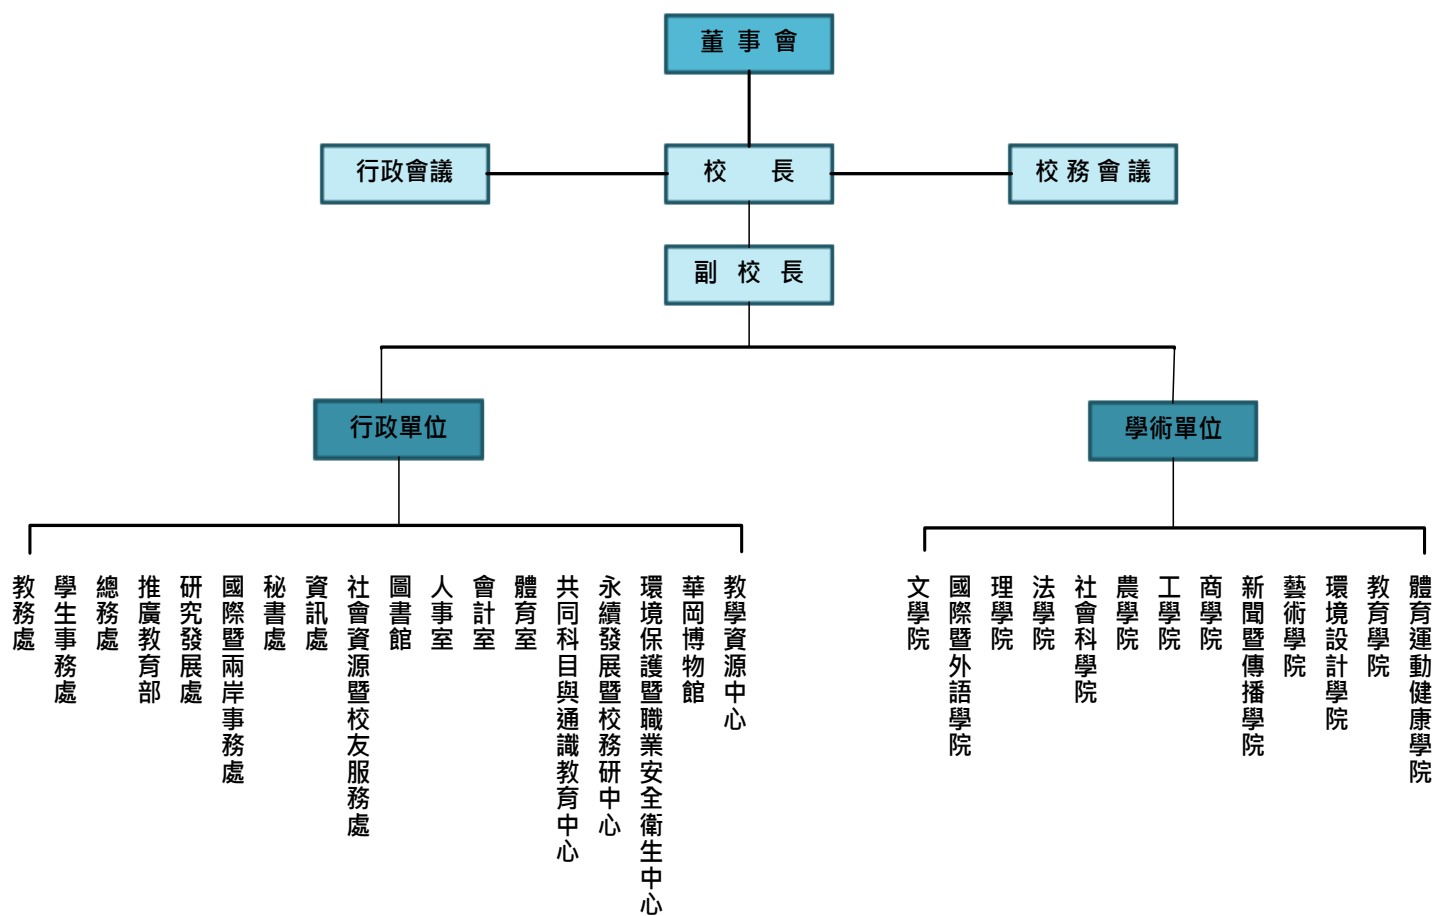 董事會
行政會議
校 長
校務會議
副校長
行政單位
學術單位
教務處
學生事務處
總務處
推廣教育部
研究發展處
國際暨兩岸事務處
秘書處
資訊處
社會資源暨校友服務處
圖書館
人事室
會計室
體育室
共同科目與通識教育中心
永續發展暨校務研中心
環境保護暨職業安全衛生中心
華岡博物館
教學資源中心
文學院
國際暨外語學院
理學院
法學院
社會科學院
農學院
工學院
商學院
新聞暨傳播學院
藝術學院
環境設計學院
教育學院
體育運動健康學院